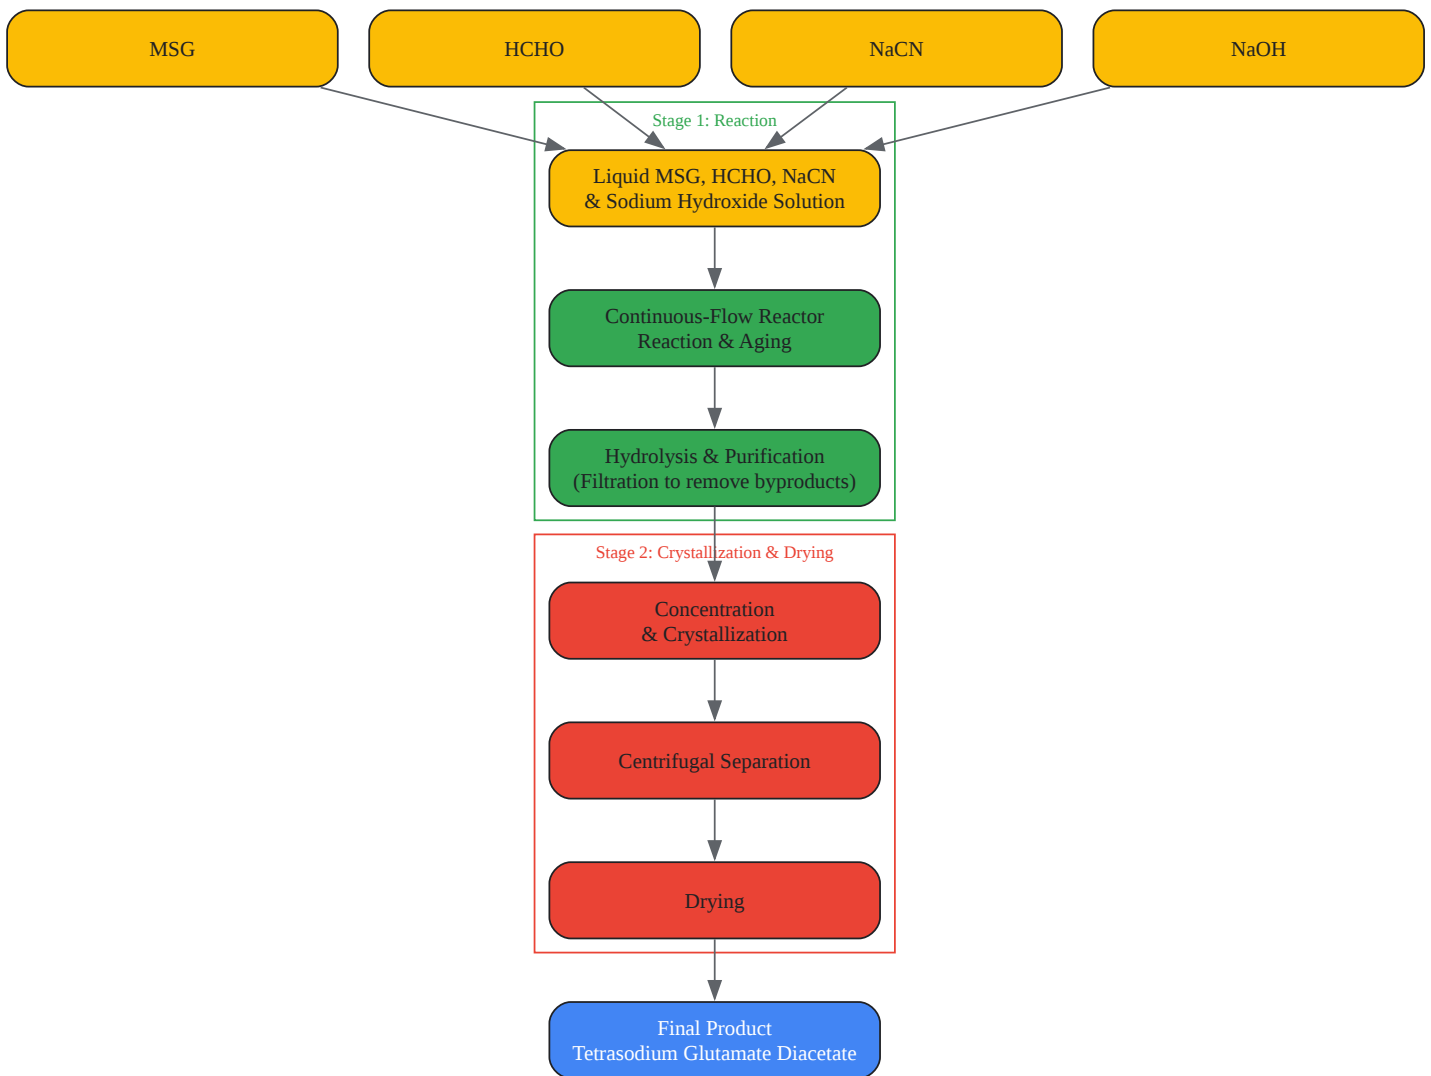 MSG
HCHO
NaCN
NaOH
Stage 1: Reaction
Liquid MSG, HCHO, NaCN
& Sodium Hydroxide Solution
Continuous-Flow Reactor
Reaction & Aging
Hydrolysis & Purification
(Filtration to remove byproducts)
Stage 2: Crystallization & Drying
Concentration
& Crystallization
Centrifugal Separation
Drying
Final Product
Tetrasodium Glutamate Diacetate